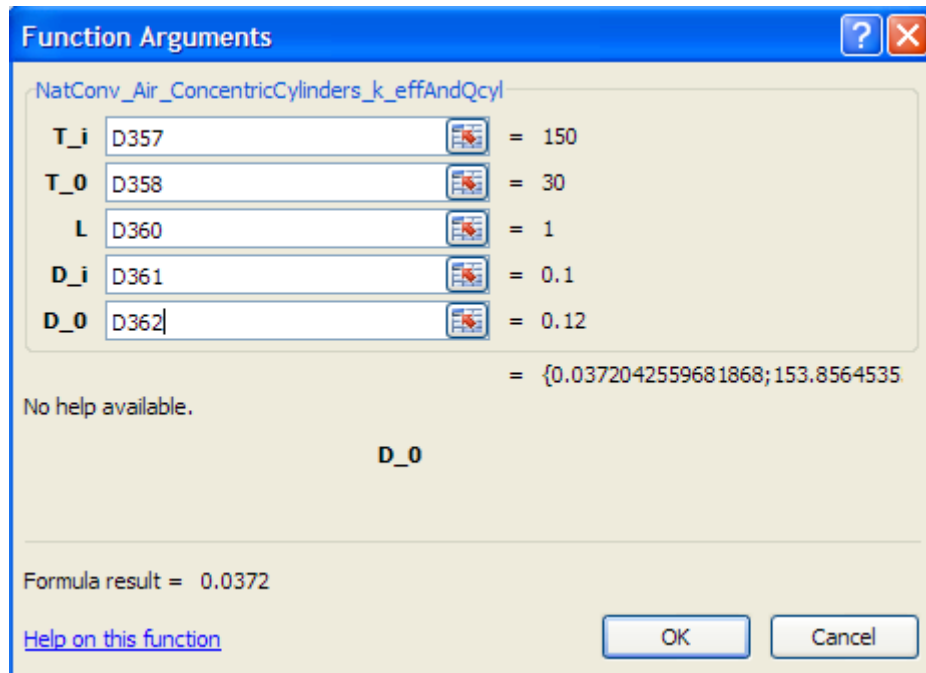 Function Arguments
NatConv_Air_ConcentricCylinders_k_effAndQcyl
T_i D357 = 150
T_0 D358 = 30
L D360 = 1
D_i D361 = 0.1
D_0 D362 = 0.12
= {0.0372042559681868;153.8564535.
No help available.
D_0
Formula result = 0.0372
Help on this function OK Cancel